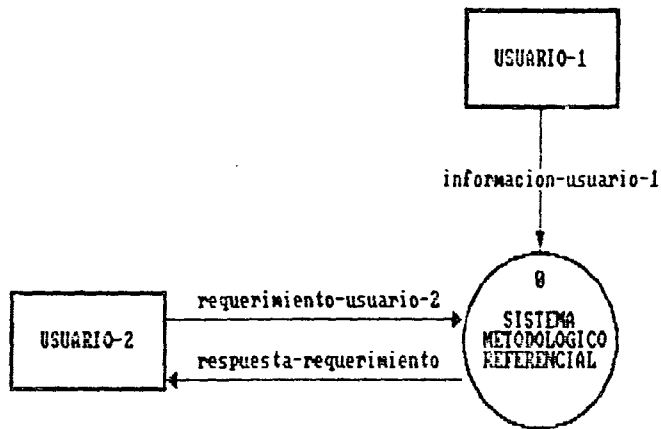 USUARIO-1
informacion-usuario-1
0
SISTEMA
METODOLOGICO
REFERENCIAL
requerimiento-usuario-2
USUARIO-2
respuesta-requerimiento